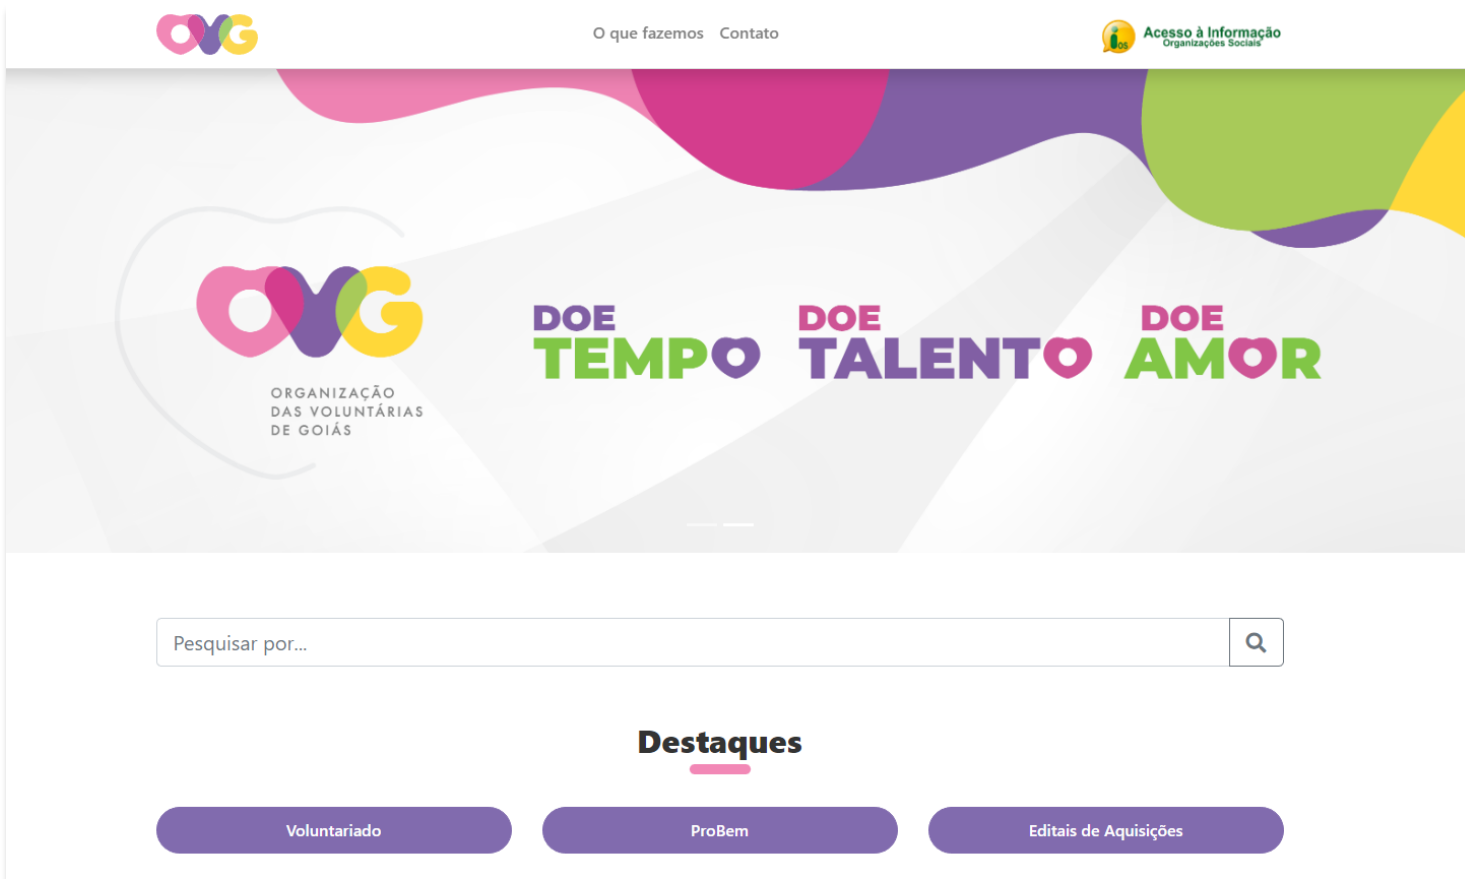 OVG
O que fazemos Contato
ios
Acesso à Informação
Organizações Sociais
OVG
ORGANIZAÇÃO
DAS VOLUNTÁRIAS
DE GOIÁS
DOE
TEMPO
DOE
TALENTO
DOE
AMOR
Pesquisar por...
Destaques
Voluntariado
ProBem
Editais de Aquisições